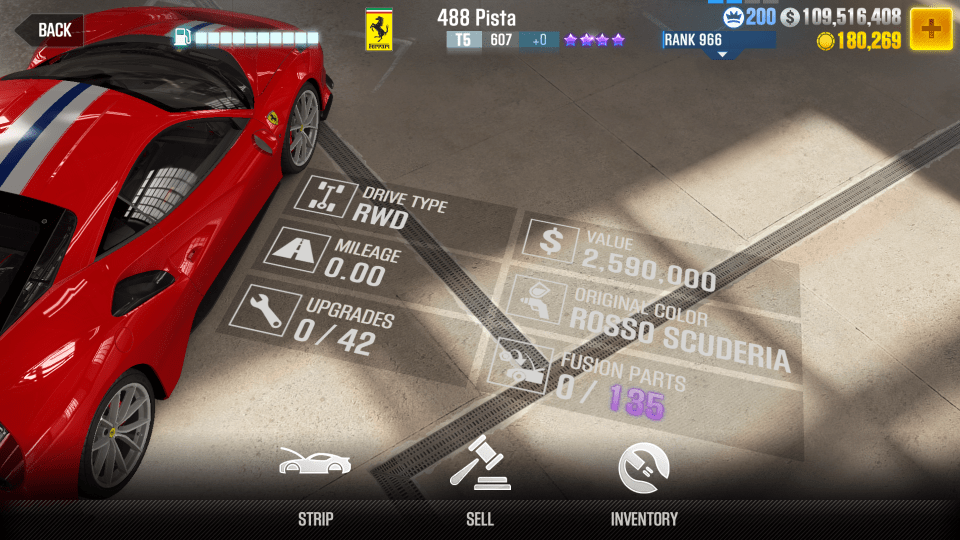 BACK
FERRARI
488 Pista
T5 607 +0
RANK 966
200 $ 109,516,408
180,269
DRIVE TYPE
RWD
MILEAGE
0.00
UPGRADES
0 / 42
$ VALUE
2,590,000
ORIGINAL COLOR
ROSSO SCUDERIA
FUSION PARTS
0 / 135
STRIP
SELL
INVENTORY